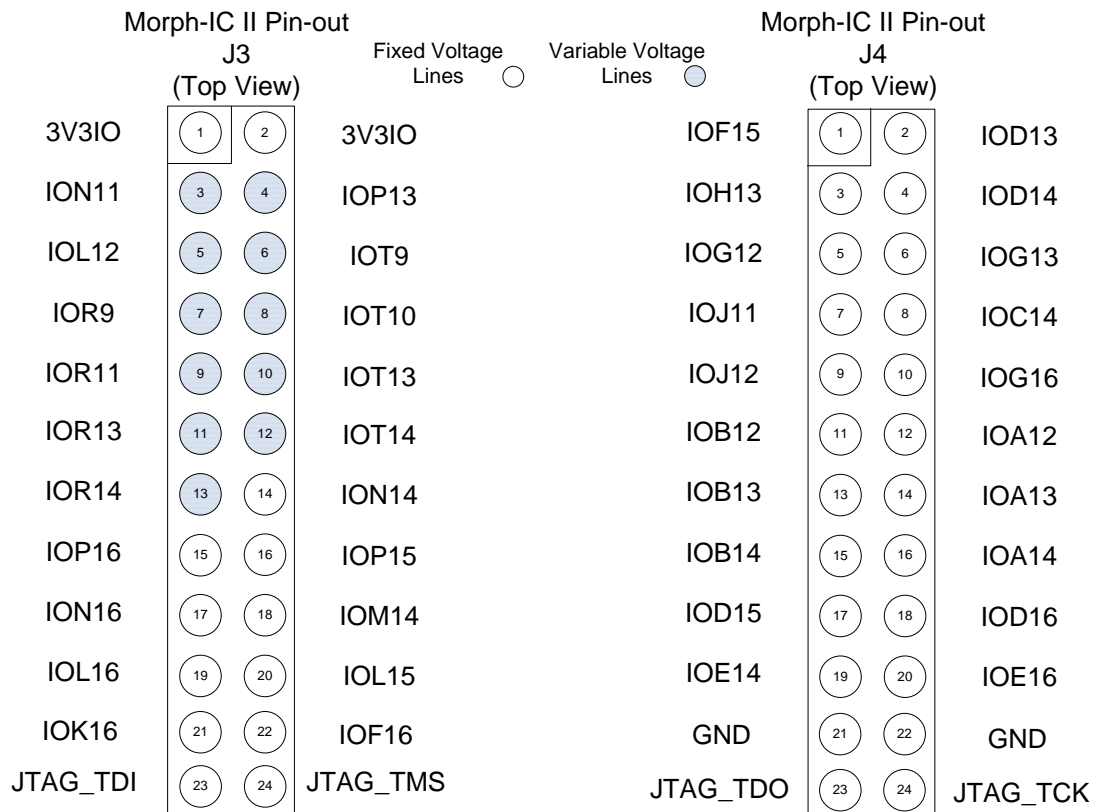 Morph-IC II Pin-out
J3
(Top View)
Fixed Voltage
Lines
Variable Voltage
Lines
Morph-IC II Pin-out
J4
(Top View)
3V3IO 1 2 3V3IO
ION11 3 4 IOP13
IOL12 5 6 IOT9
IOR9 7 8 IOT10
IOR11 9 10 IOT13
IOR13 11 12 IOT14
IOR14 13 14 ION14
IOP16 15 16 IOP15
ION16 17 18 IOM14
IOL16 19 20 IOL15
IOK16 21 22 IOF16
JTAG_TDI 23 24 JTAG_TMS
IOF15 1 2 IOD13
IOH13 3 4 IOD14
IOG12 5 6 IOG13
IOJ11 7 8 IOC14
IOJ12 9 10 IOG16
IOB12 11 12 IOA12
IOB13 13 14 IOA13
IOB14 15 16 IOA14
IOD15 17 18 IOD16
IOE14 19 20 IOE16
GND 21 22 GND
JTAG_TDO 23 24 JTAG_TCK